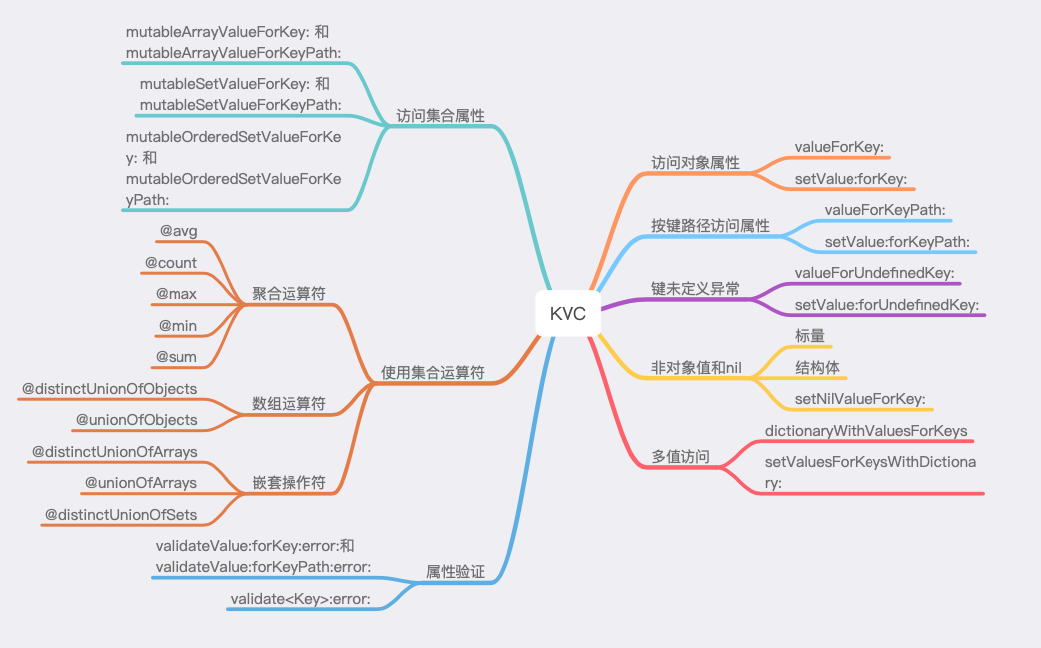 KVC
访问对象属性
valueForKey:
setValue:forKey:
按键路径访问属性
valueForKeyPath:
setValue:forKeyPath:
键未定义异常
valueForUndefinedKey:
setValue:forUndefinedKey:
非对象值和nil
标量
结构体
setNilValueForKey:
多值访问
dictionaryWithValuesForKeys
setValuesForKeysWithDictiona
ry:
访问集合属性
mutableArrayValueForKey: 和
mutableArrayValueForKeyPath:
mutableSetValueForKey: 和
mutableSetValueForKeyPath:
mutableOrderedSetValueForKe
y: 和
mutableOrderedSetValueForKe
yPath:
使用集合运算符
聚合运算符
@avg
@count
@max
@min
@sum
数组运算符
@distinctUnionOfObjects
@unionOfObjects
嵌套操作符
@distinctUnionOfArrays
@unionOfArrays
@distinctUnionOfSets
属性验证
validateValue:forKey:error:和
validateValue:forKeyPath:error:
validate<Key>:error: